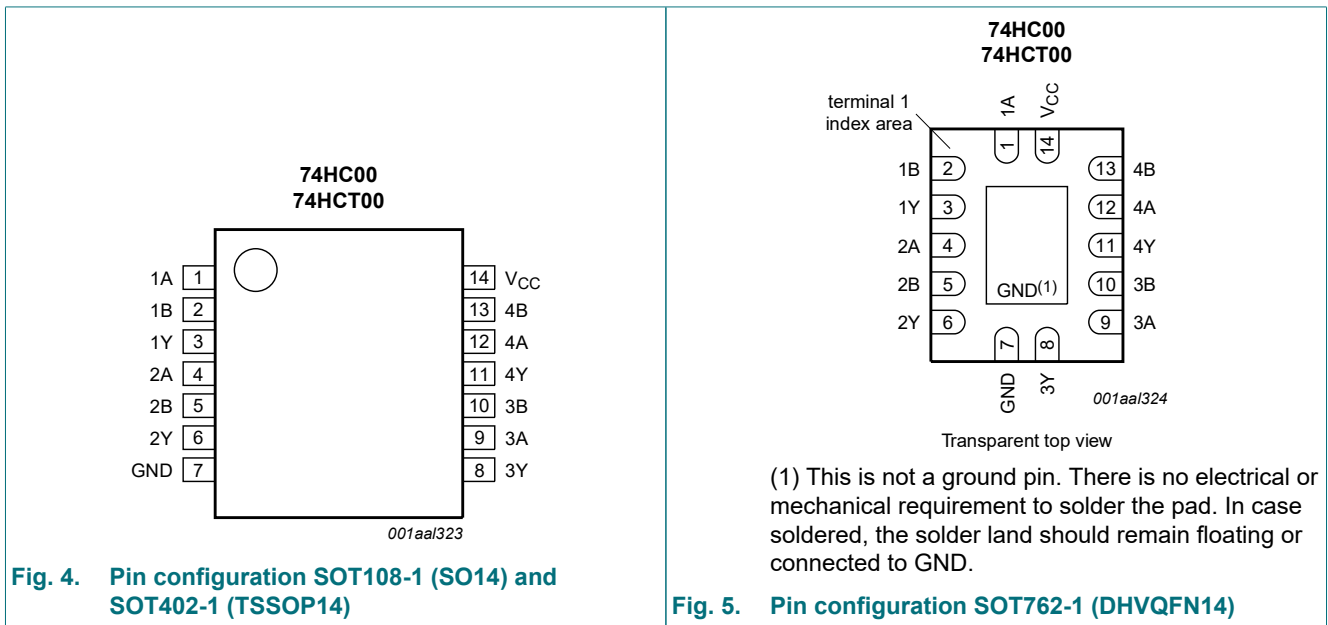 74HC00
74HCT00
1A 1
1B 2
1Y 3
2A 4
2B 5
2Y 6
GND 7
14 VCC
13 4B
12 4A
11 4Y
10 3B
9 3A
8 3Y
001aal323
Fig. 4. Pin configuration SOT108-1 (SO14) and
SOT402-1 (TSSOP14)
74HC00
74HCT00
terminal 1
index area
1A
VCC
1
14
1B 2
1Y 3
2A 4
2B 5
2Y 6
13 4B
12 4A
11 4Y
10 3B
9 3A
GND(1)
7
8
GND
3Y
001aal324
Transparent top view
(1) This is not a ground pin. There is no electrical or
mechanical requirement to solder the pad. In case
soldered, the solder land should remain floating or
connected to GND.
Fig. 5. Pin configuration SOT762-1 (DHVQFN14)